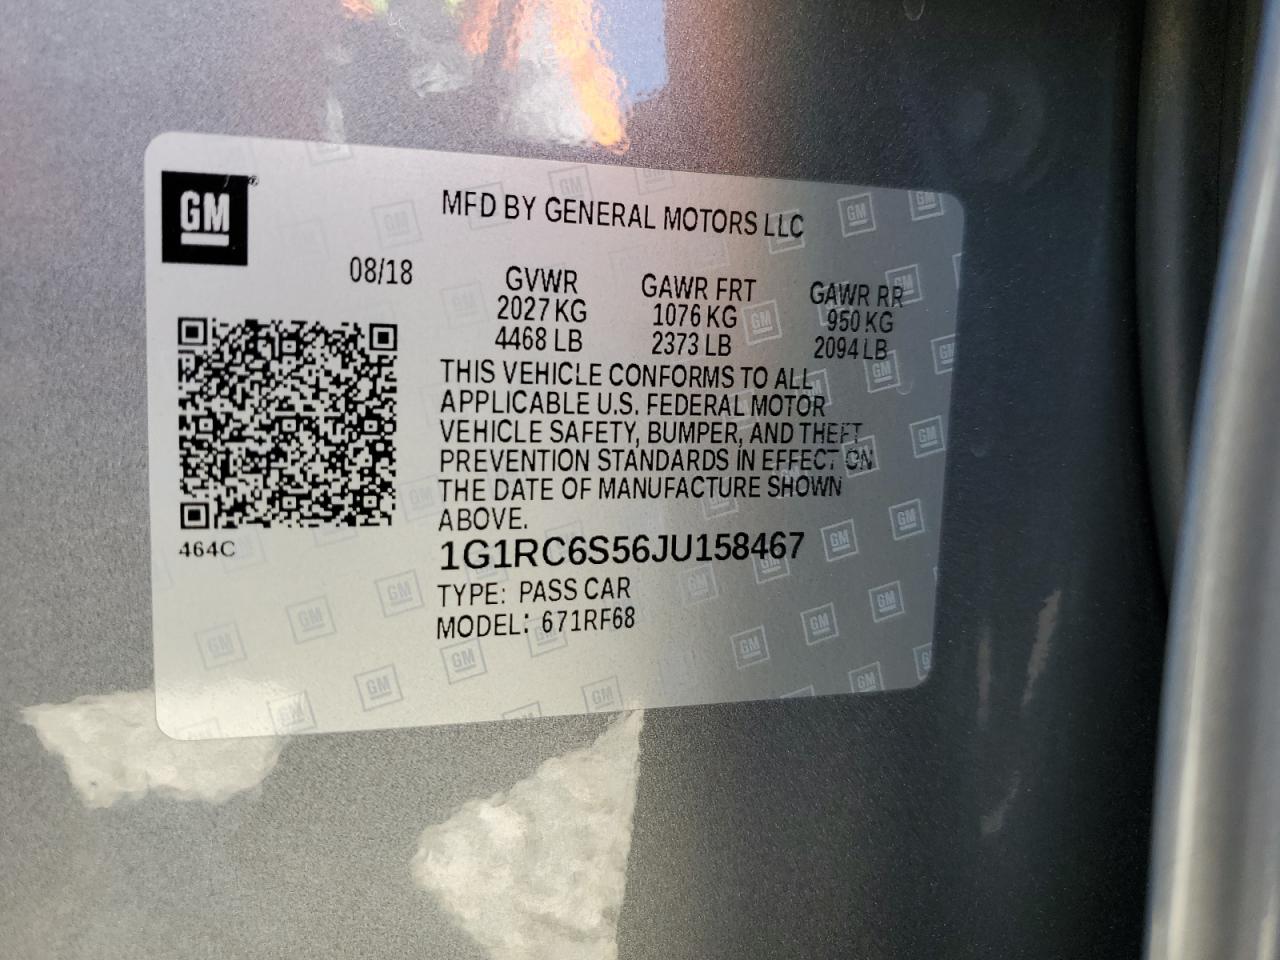 GM
MFD BY GENERAL MOTORS LLC
08/18
GVWR GAWR FRT GAWR RR
2027 KG 1076 KG 950 KG
4468 LB 2373 LB 2094 LB
THIS VEHICLE CONFORMS TO ALL
APPLICABLE U.S. FEDERAL MOTOR
VEHICLE SAFETY, BUMPER, AND THEFT
PREVENTION STANDARDS IN EFFECT ON
THE DATE OF MANUFACTURE SHOWN
ABOVE.
464C
1G1RC6S56JU158467
TYPE: PASS CAR
MODEL: 671RF68